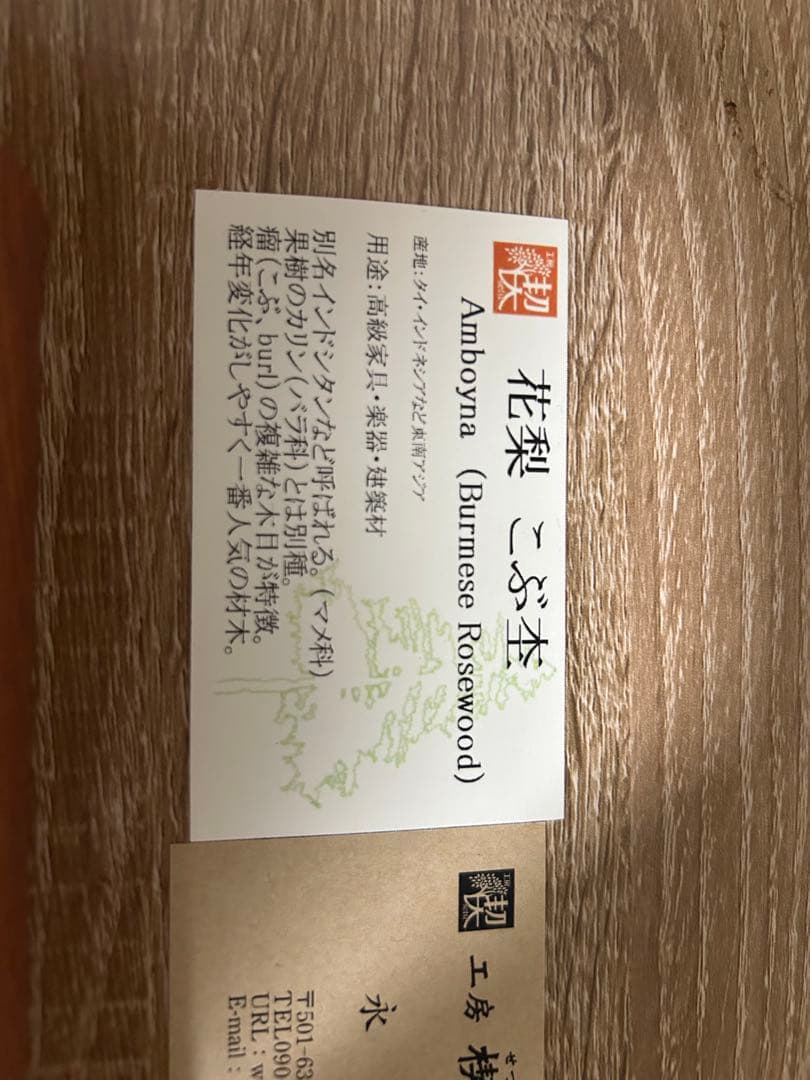 花梨 こぶ杢
Amboyna (Burmese Rosewood)
産地：タイ・インドネシアなど東南アジア
用途：高級家具・楽器・建築材
別名インドシタンなど呼ばれる。(マメ科)
果樹のカリン(バラ科)とは別種。
瘤(こぶ、burl)の複雑な木目が特徴。
経年変化がしやすく一番人気の材木。
工房
せつ
永
〒501-63
TEL090
URL：w
E-mail：